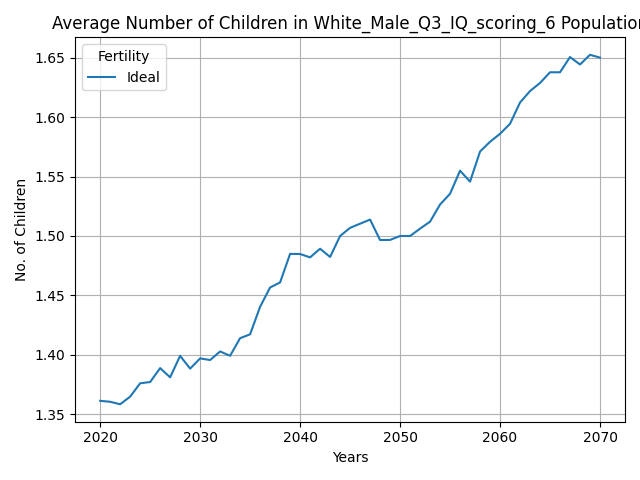 Average Number of Children in White_Male_Q3_IQ_scoring_6 Population
Fertility
Ideal
No. of Children
1.65
1.60
1.55
1.50
1.45
1.40
1.35
2020 2030 2040 2050 2060 2070
Years